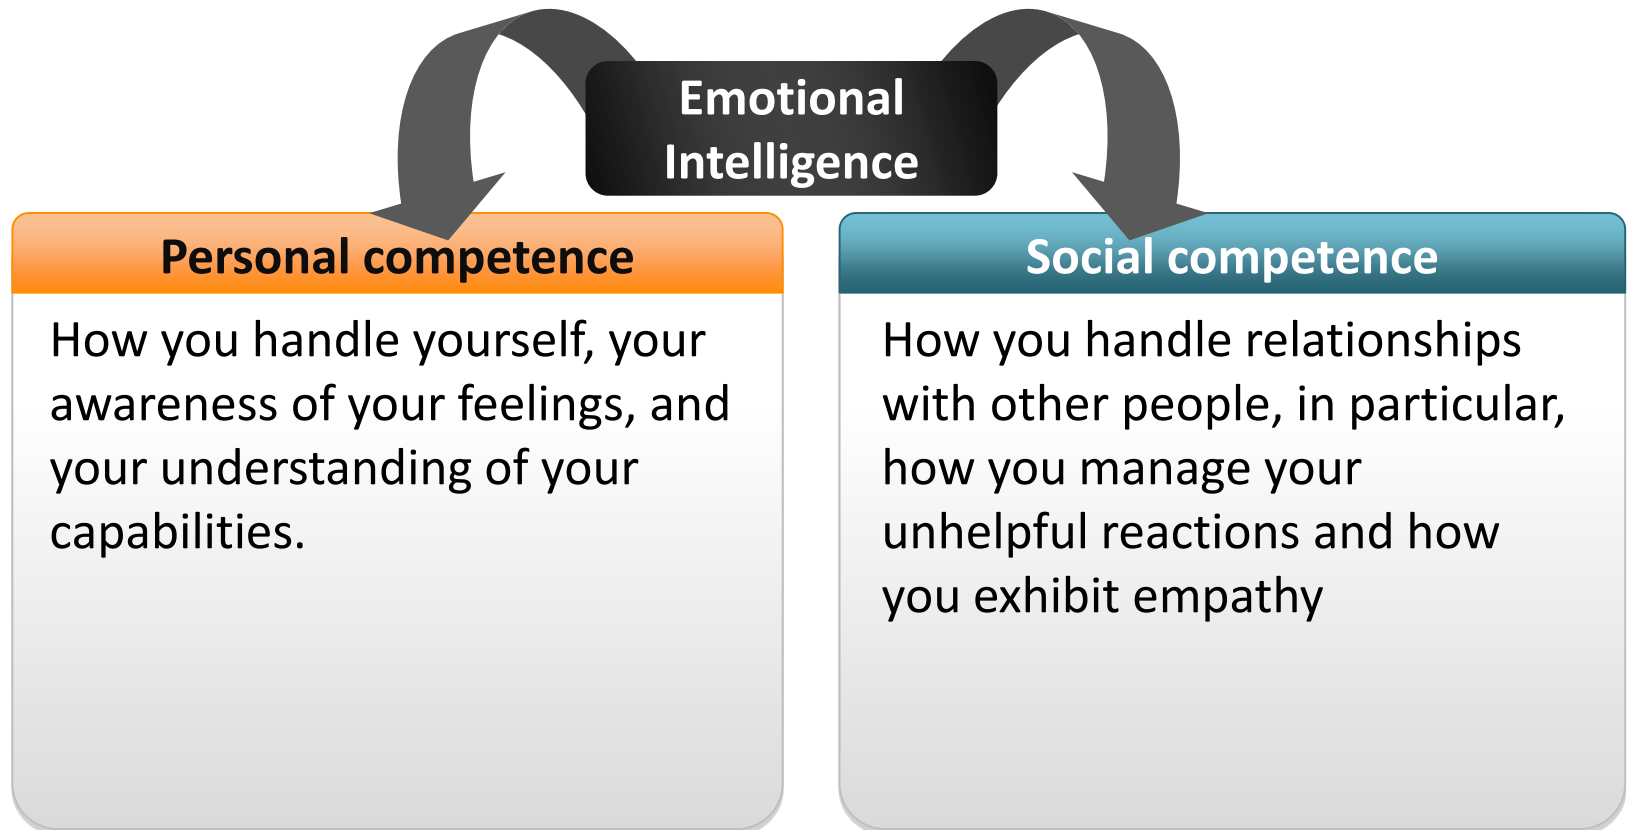 Emotional
Intelligence
Personal competence
How you handle yourself, your
awareness of your feelings, and
your understanding of your
capabilities.
Social competence
How you handle relationships
with other people, in particular,
how you manage your
unhelpful reactions and how
you exhibit empathy